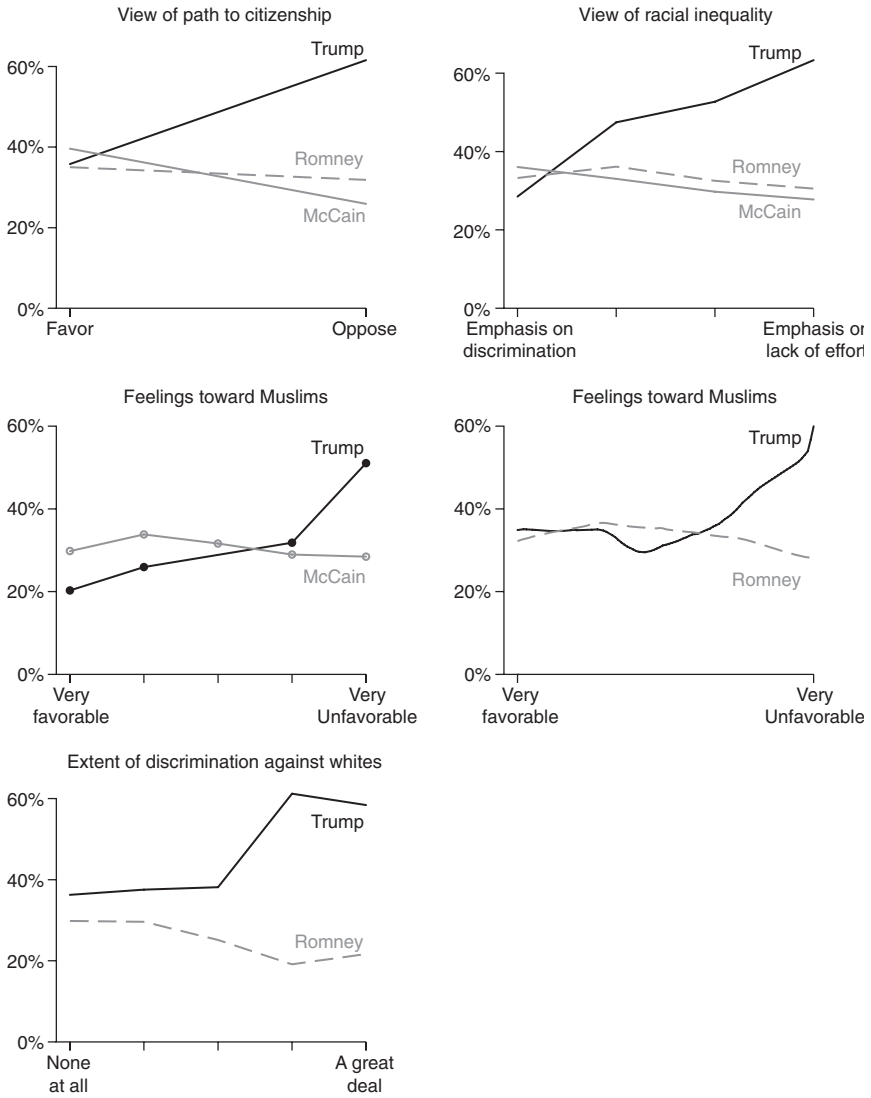 View of path to citizenship
60%
40%
20%
0%
Trump
Romney
McCain
Favor
Oppose
View of racial inequality
60%
40%
20%
0%
Trump
Romney
McCain
Emphasis on
discrimination
Emphasis or
lack of effort
Feelings toward Muslims
60%
40%
20%
0%
Trump
McCain
Very
favorable
Very
Unfavorable
Feelings toward Muslims
60%
40%
20%
0%
Trump
Romney
Very
favorable
Very
Unfavorable
Extent of discrimination against whites
60%
40%
20%
0%
Trump
Romney
None
at all
A great
deal